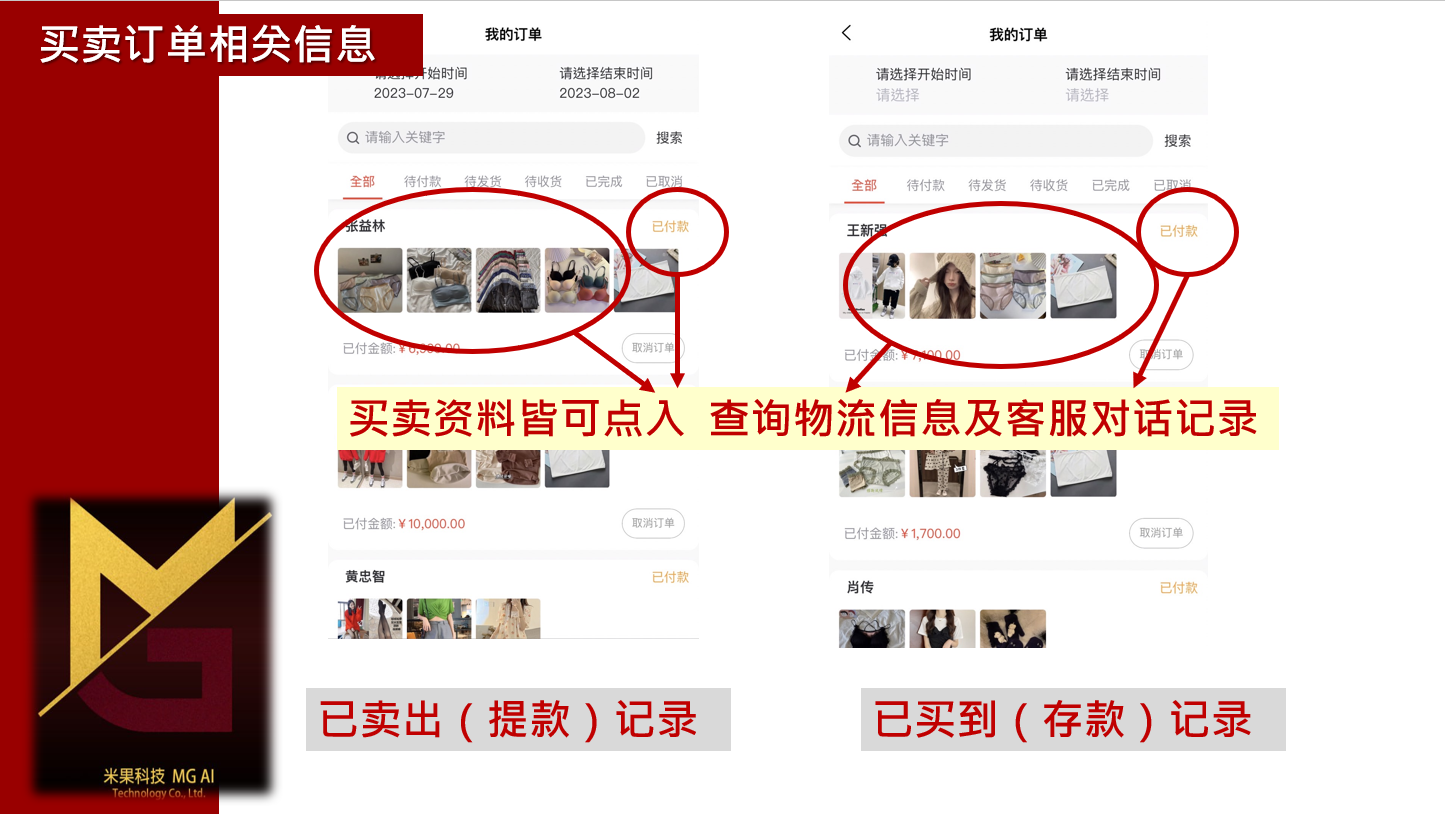 买卖订单相关信息
我的订单
请选择开始时间
请选择结束时间
2023-07-29
2023-08-02
请输入关键字
搜索
全部
待付款
待发货
待收货
已完成
已取消
张益林
已付款
已付金额:
取消订单
我的订单
请选择开始时间
请选择结束时间
请选择
请选择
请输入关键字
搜索
全部
待付款
待发货
待收货
已完成
已取消
王新强
已付款
已付金额: ¥7,100.00
取消订单
买卖资料皆可点入 查询物流信息及客服对话记录
已付金额: ¥10,000.00
取消订单
黄忠智
已付款
已付金额: ¥1,700.00
取消订单
肖传
已付款
已卖出（提款）记录
已买到（存款）记录
米果科技 MG AI
Technology Co., Ltd.